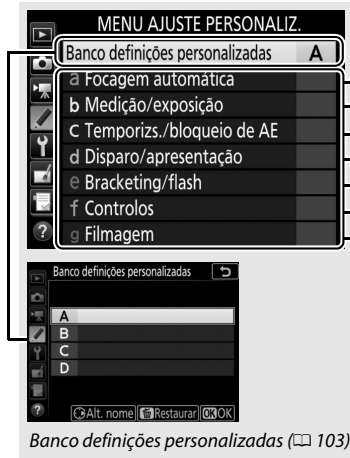 MENU AJUSTE PERSONALIZ.
Banco definições personalizadas A
a Focagem automática
b Medição/exposição
c Temporizs./bloqueio de AE
d Disparo/apresentação
e Bracketing/flash
f Controlos
g Filmagem
?
Banco definições personalizadas
A
B
C
D
?
Alt. nome Restaurar OK OK
Banco definições personalizadas (103)